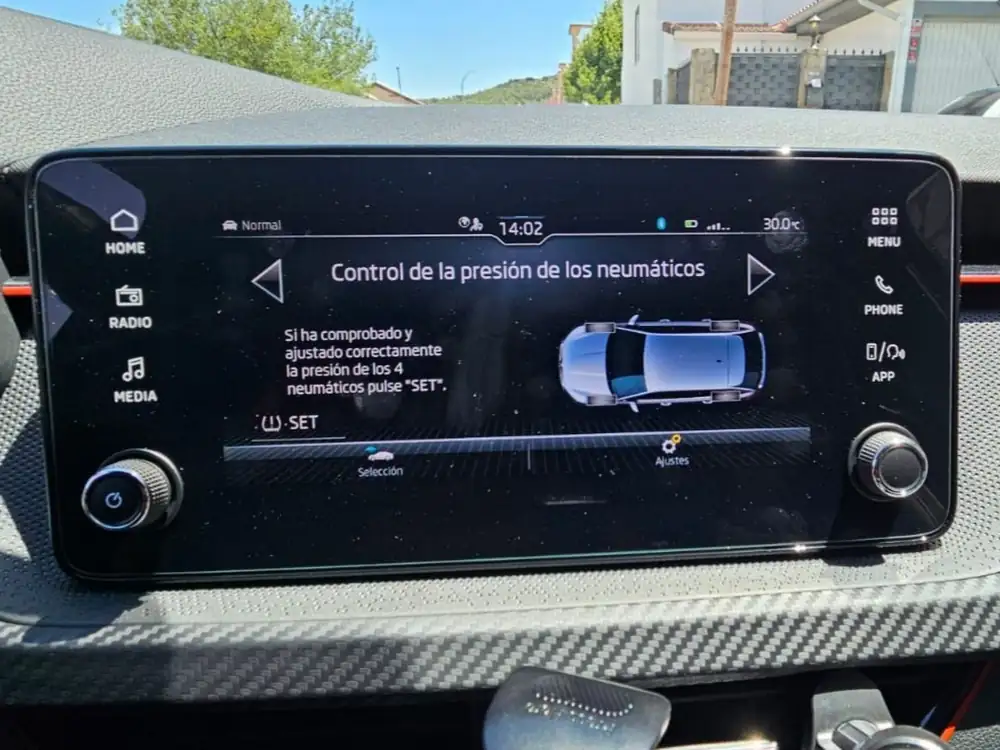 Normal
14:02
30.0°C
HOME
RADIO
MEDIA
Control de la presión de los neumáticos
Si ha comprobado y
ajustado correctamente
la presión de los 4
neumáticos pulse "SET".
SET
Selección
Ajustes
MENU
PHONE
APP